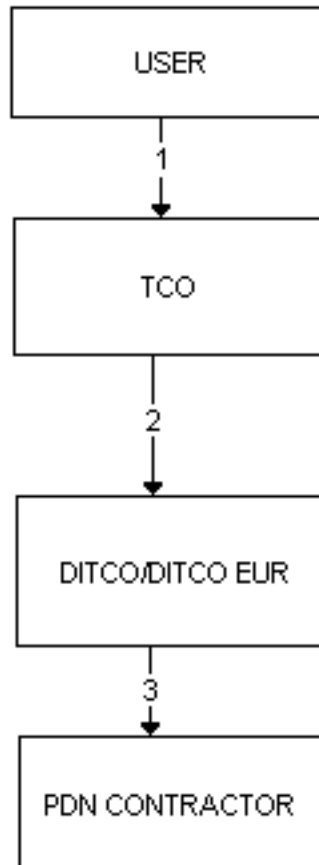 USER
1
TCO
2
DITCO/DITCO EUR
3
PDN CONTRACTOR